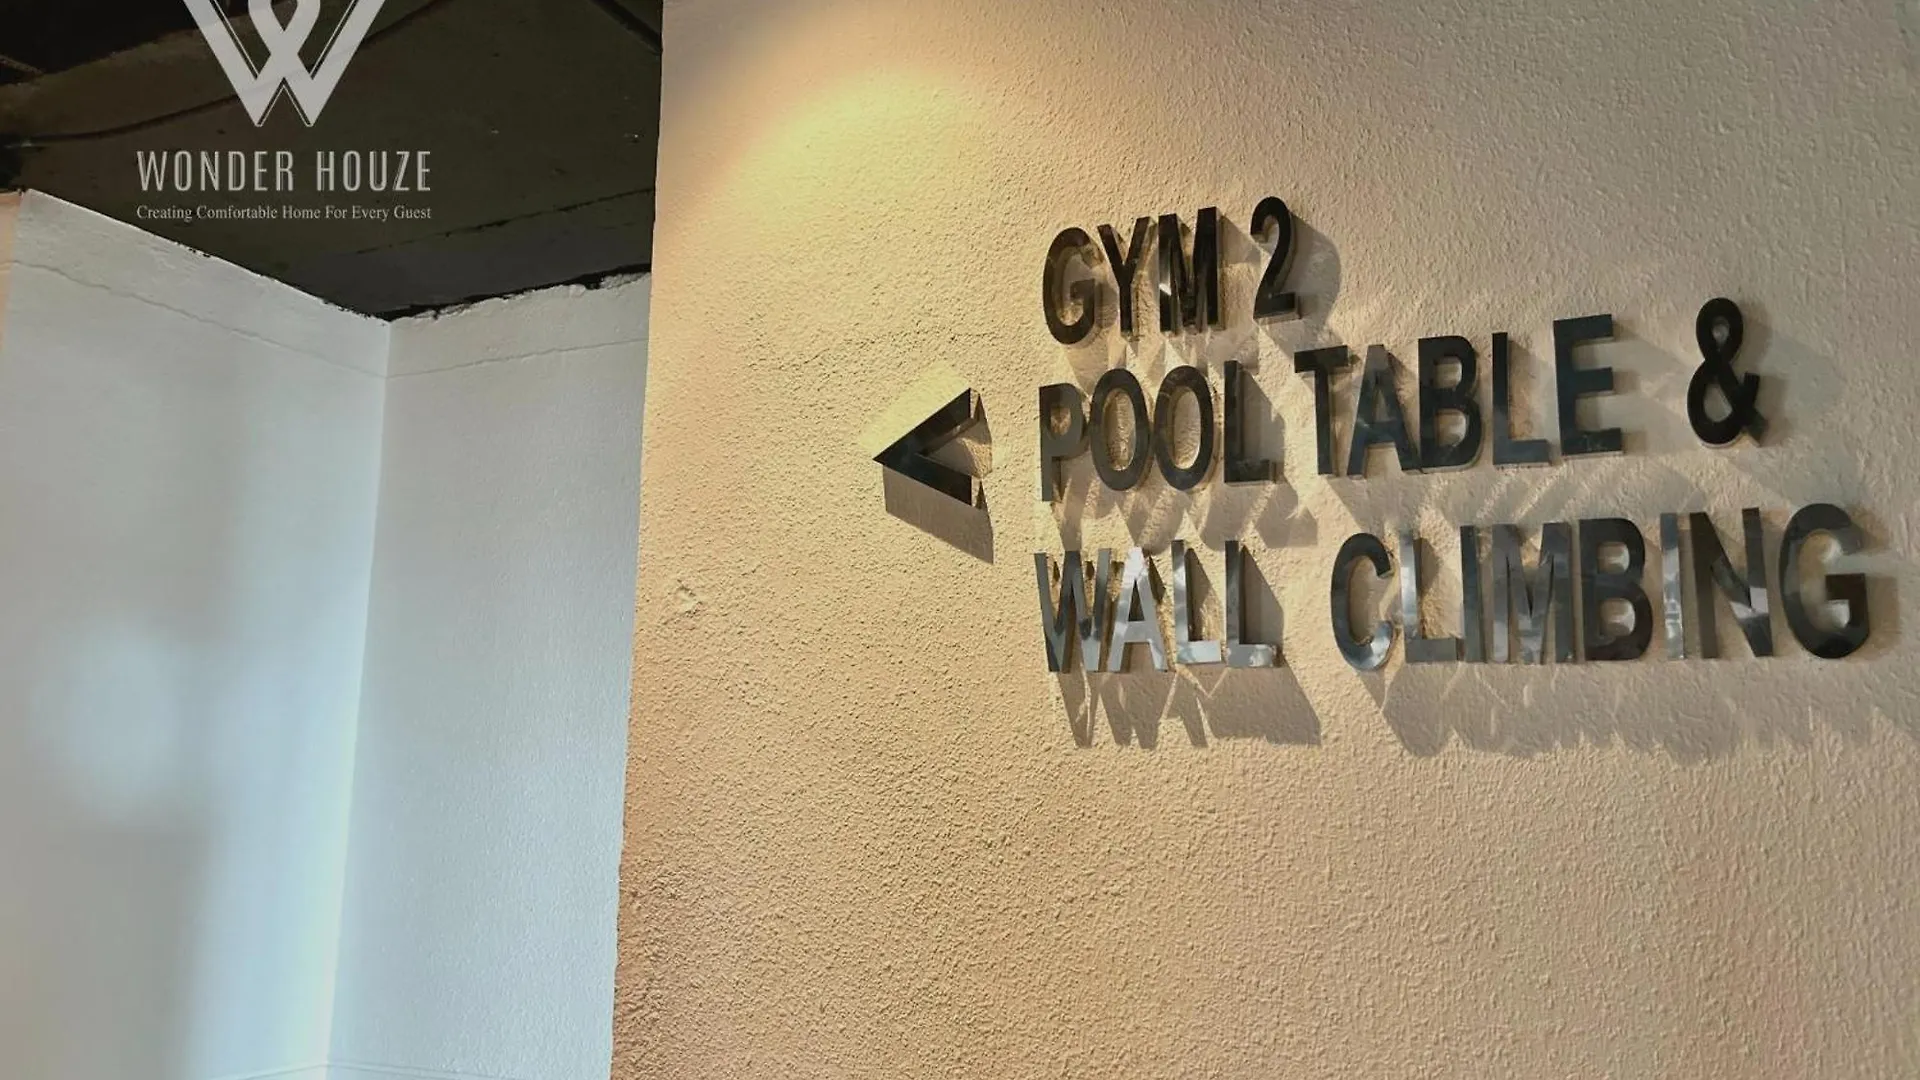 WONDER HOUZE
Creating Comfortable Home For Every Guest
GYM 2
POOL TABLE &
WALL CLIMBING